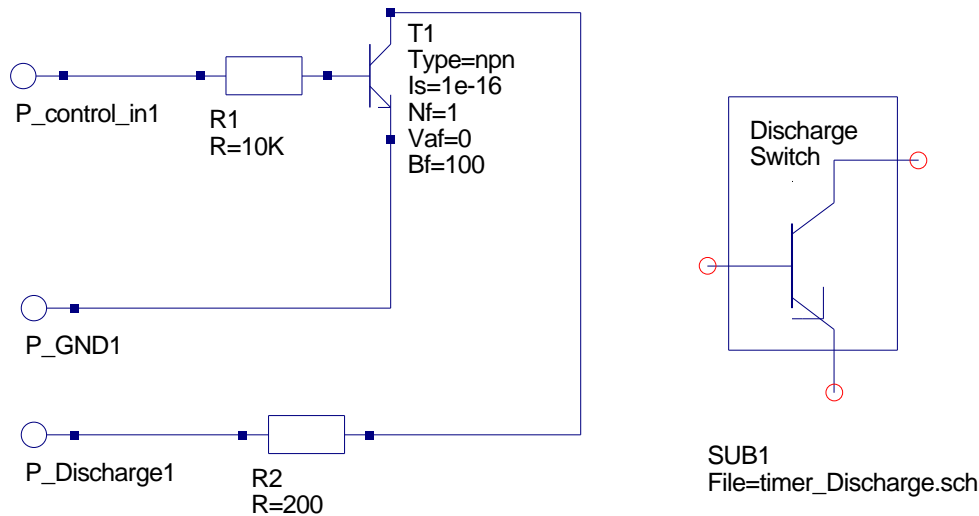 T1
Type=npn
Is=1e-16
Nf=1
Vaf=0
Bf=100
P_control_in1
R1
R=10K
P_GND1
P_Discharge1
R2
R=200
Discharge
Switch
SUB1
File=timer_Discharge.sch